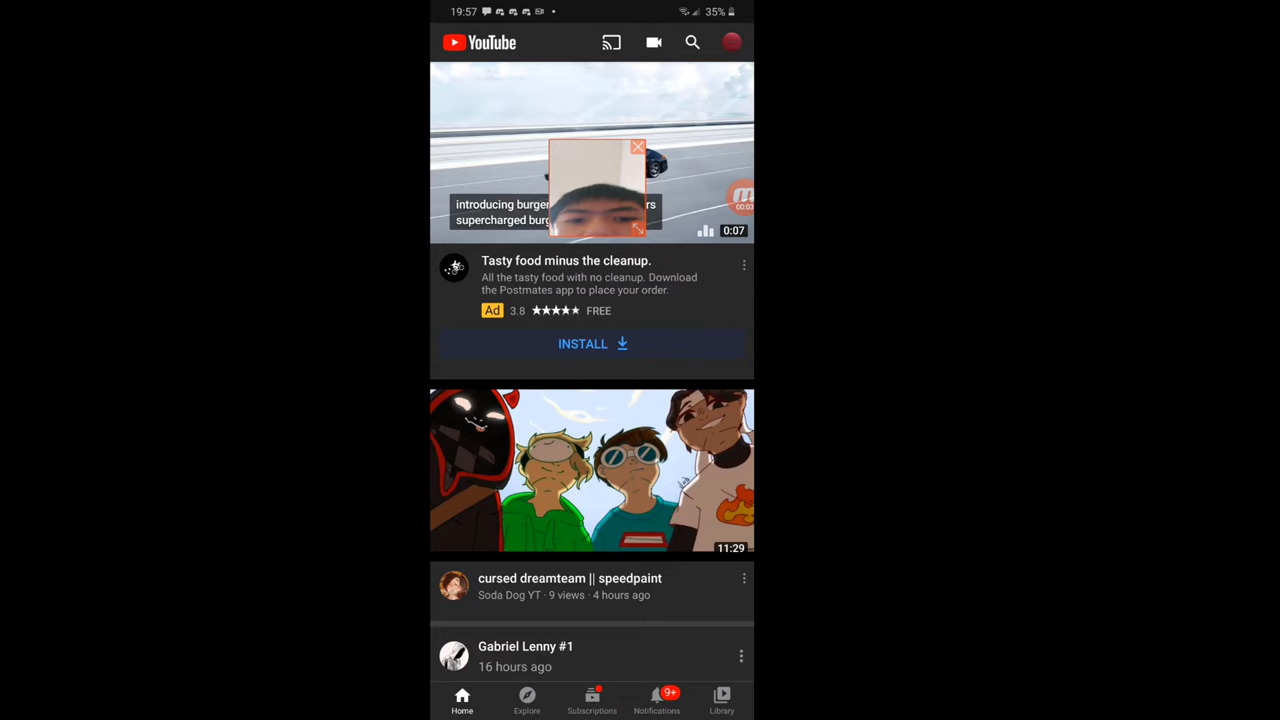 19:57
35%
YouTube
introducing burger
rs
supercharged burg
00:03
0:07
Tasty food minus the cleanup.
All the tasty food with no cleanup. Download
the Postmates app to place your order.
Ad 3.8 FREE
INSTALL
11:29
cursed dreamteam || speedpaint
Soda Dog YT · 9 views · 4 hours ago
Gabriel Lenny #1
16 hours ago
9+
Home Explore Subscriptions Notifications Library